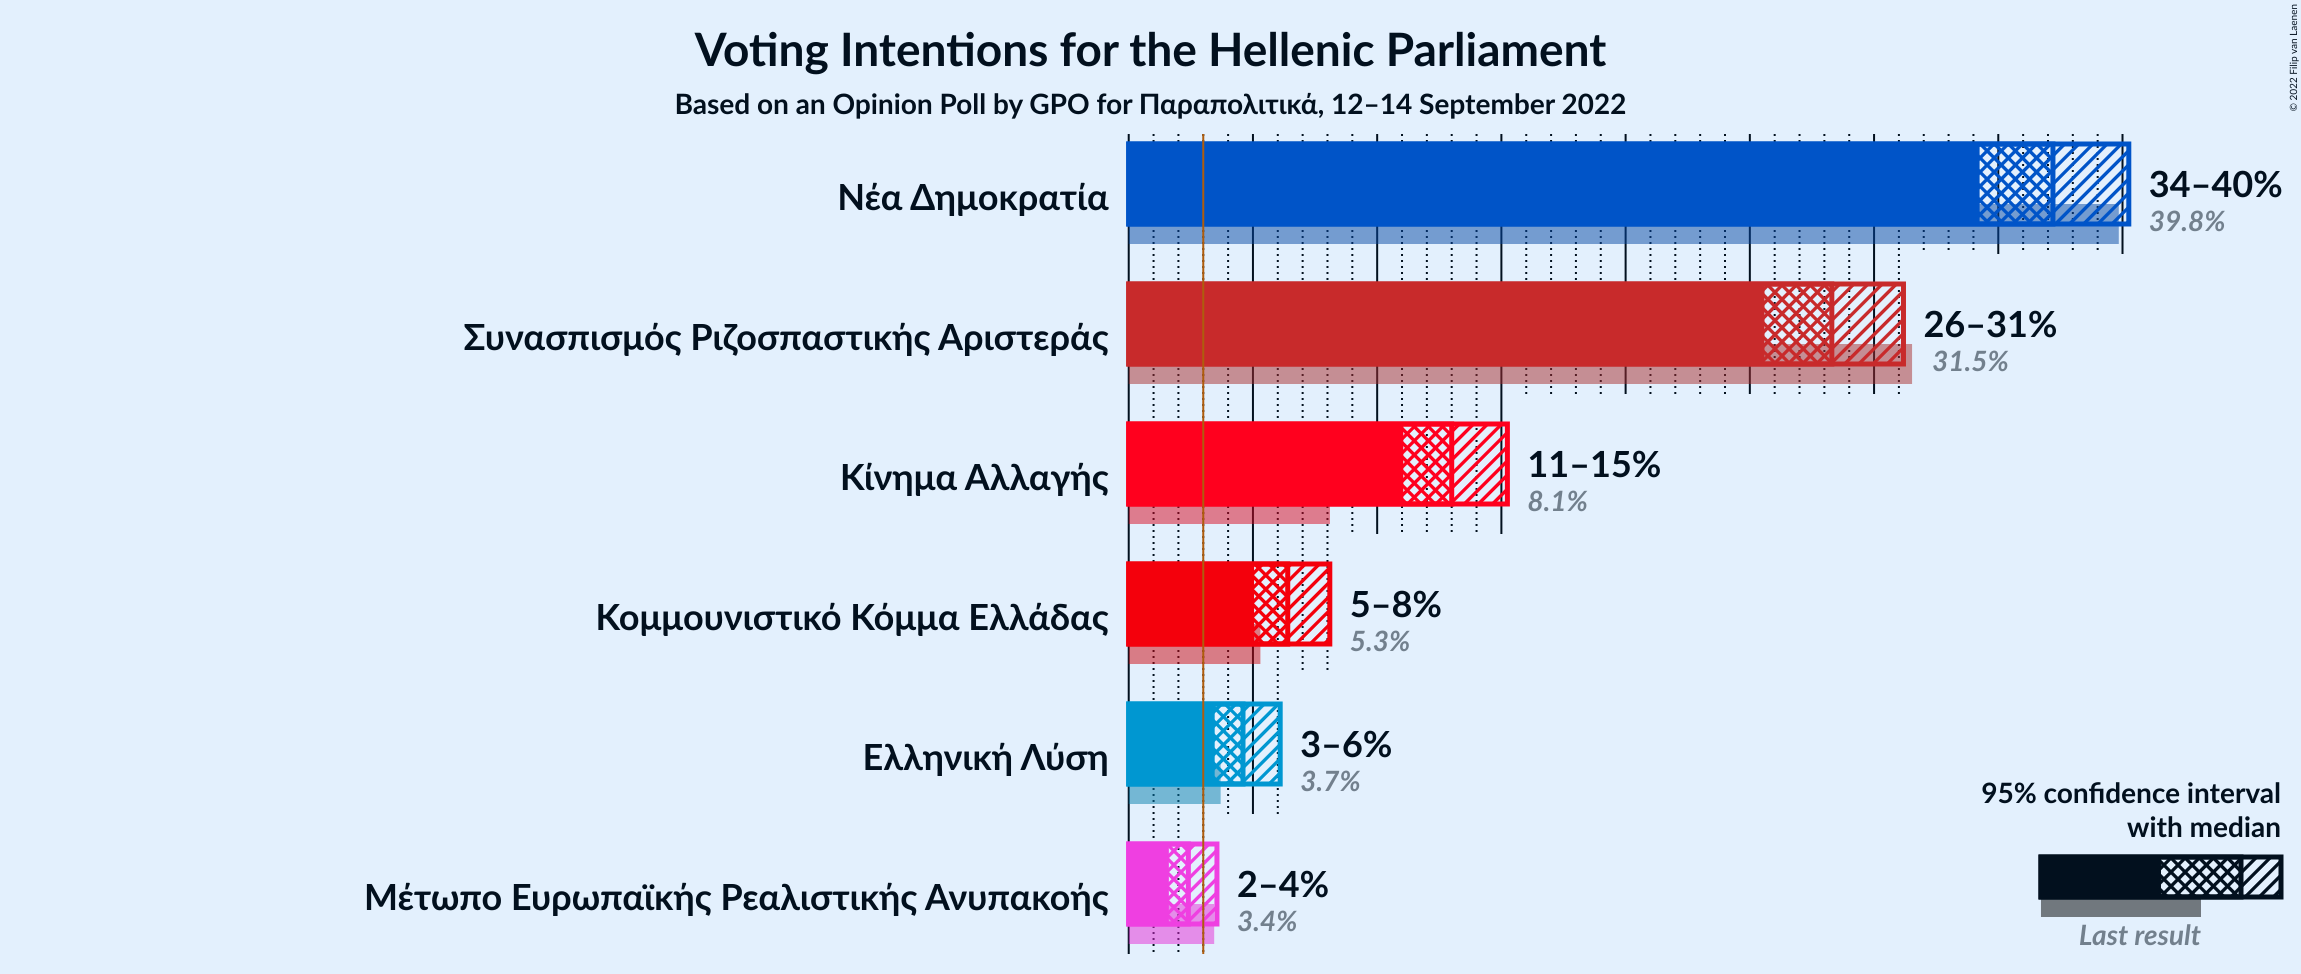 Voting Intentions for the Hellenic Parliament
Based on an Opinion Poll by GPO for Παραπολιτικά, 12–14 September 2022
© 2022 Filip van Laenen
Νέα Δημοκρατία
34–40%
39.8%
Συνασπισμός Ριζοσπαστικής Αριστεράς
26–31%
31.5%
Κίνημα Αλλαγής
11–15%
8.1%
Κομμουνιστικό Κόμμα Ελλάδας
5–8%
5.3%
Ελληνική Λύση
3–6%
3.7%
Μέτωπο Ευρωπαϊκής Ρεαλιστικής Ανυπακοής
2–4%
3.4%
95% confidence interval
with median
Last result